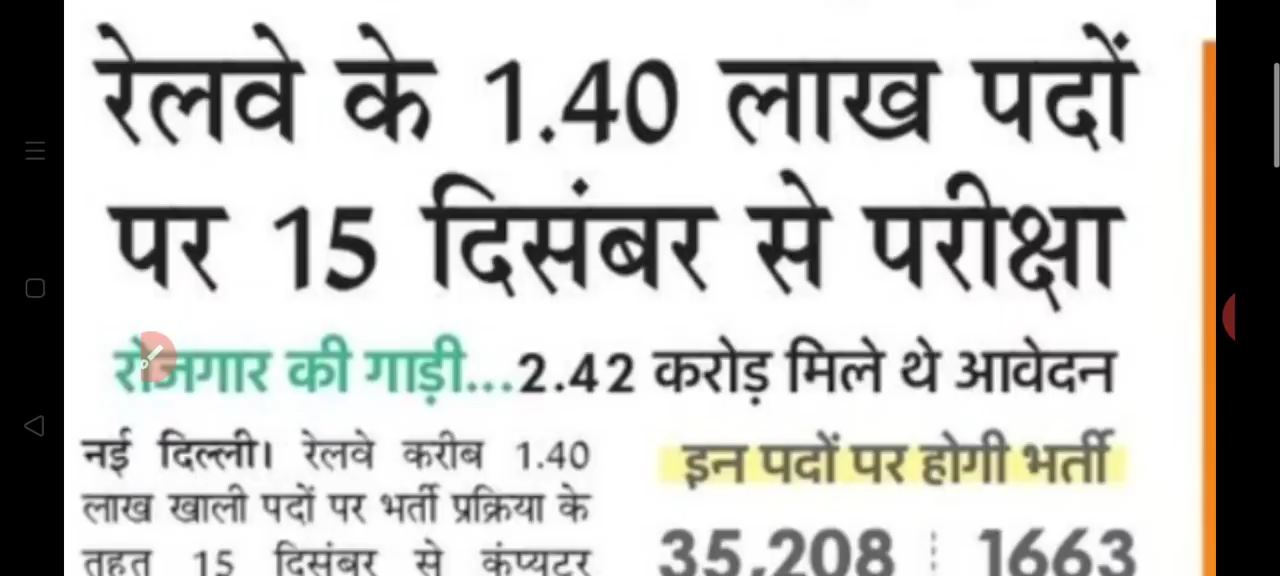 रेलवे के 1.40 लाख पदों
पर 15 दिसंबर से परीक्षा
रोजगार की गाड़ी...2.42 करोड़ मिले थे आवेदन
नई दिल्ली। रेलवे करीब 1.40
लाख खाली पदों पर भर्ती प्रक्रिया के
तहत 15 दिसंबर से कंप्यूटर
इन पदों पर होगी भर्ती
35,208 1663